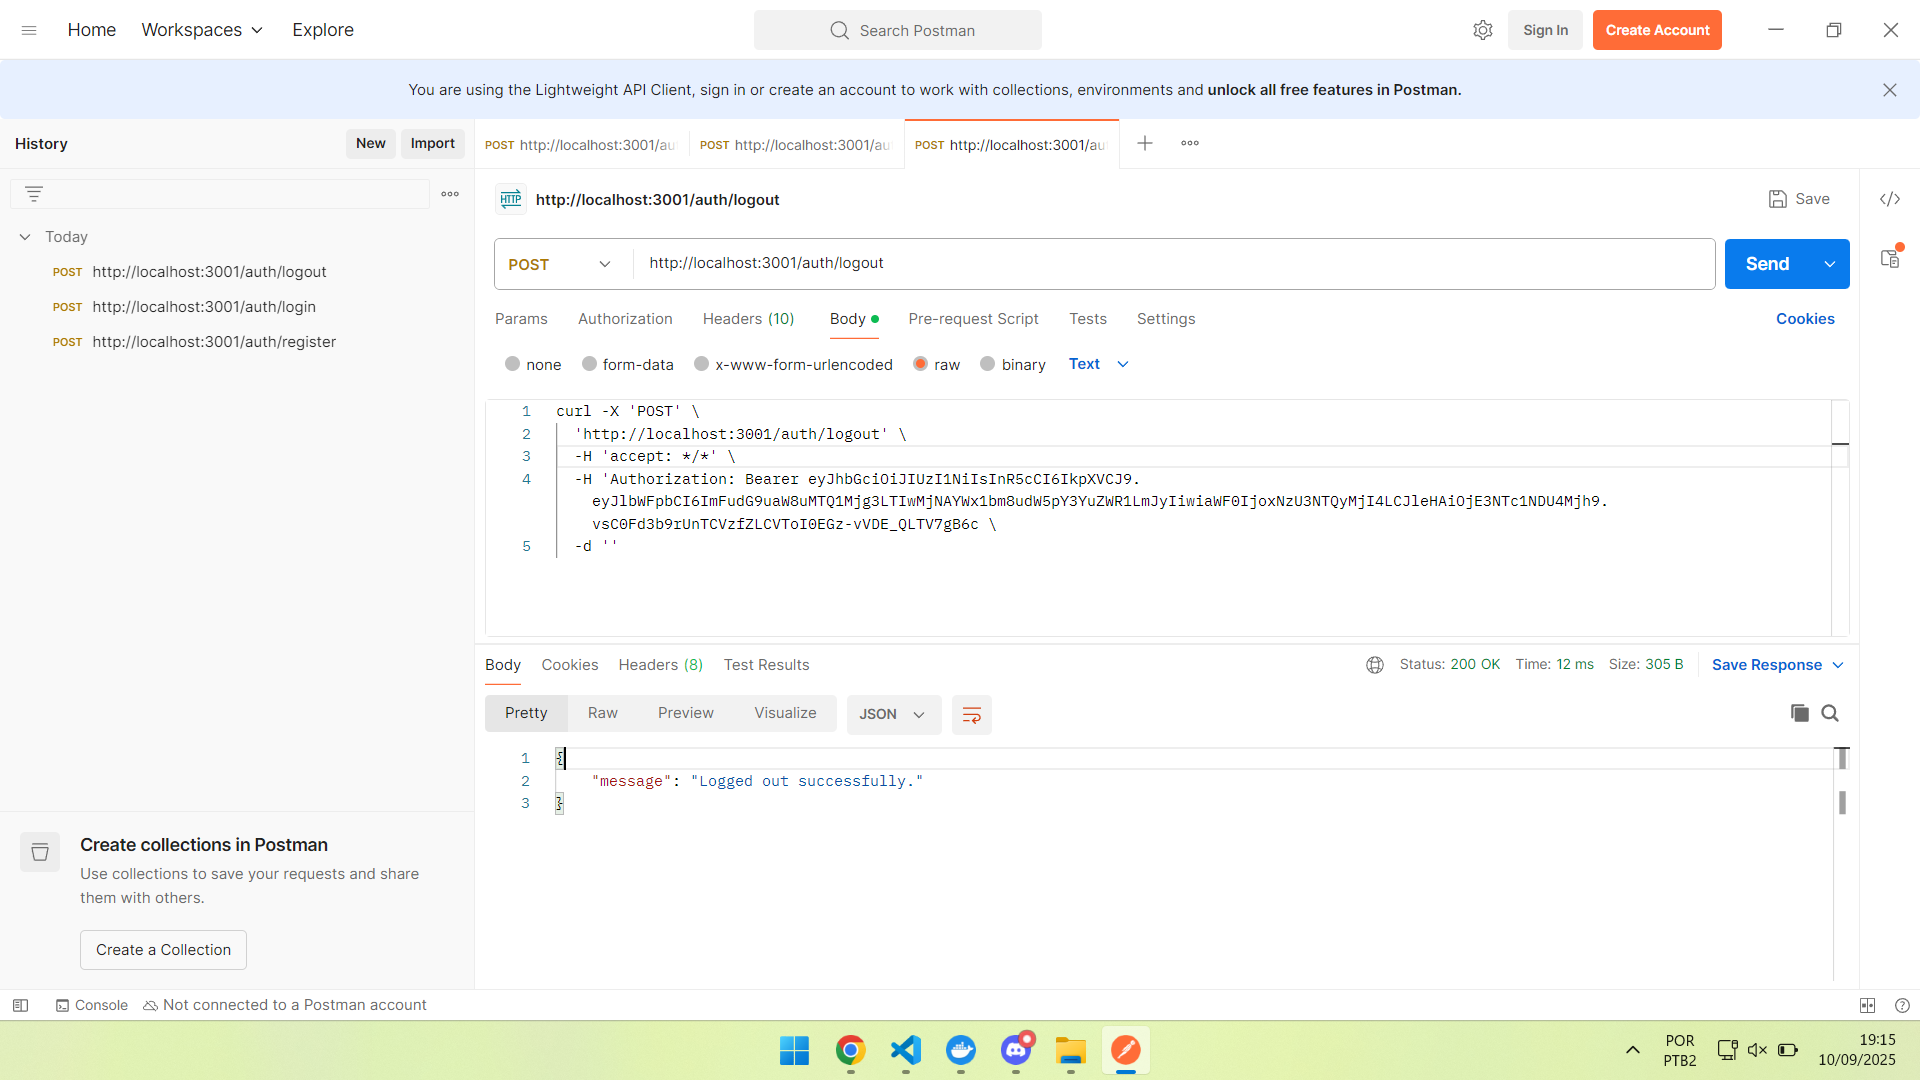 Home Workspaces Explore
Search Postman
Sign In Create Account
You are using the Lightweight API Client, sign in or create an account to work with collections, environments and unlock all free features in Postman.
History
New Import
Today
POST http://localhost:3001/auth/logout
POST http://localhost:3001/auth/login
POST http://localhost:3001/auth/register
Create collections in Postman
Use collections to save your requests and share
them with others.
Create a Collection
POST http://localhost:3001/au POST http://localhost:3001/au POST http://localhost:3001/au
HTTP http://localhost:3001/auth/logout
Save
POST http://localhost:3001/auth/logout
Send
Params Authorization Headers (10) Body Pre-request Script Tests Settings
Cookies
none form-data x-www-form-urlencoded raw binary Text
1 curl -X 'POST' \
2 'http://localhost:3001/auth/logout' \
3 -H 'accept: */*' \
4 -H 'Authorization: Bearer eyJhbGciOiJIUzI1NiIsInR5cCI6IkpXVCJ9.
eyJlbWFpbCI6ImFudG9uaW8uMTQ1Mjg3LTIwMjNAYWx1bm8udW5pY3YuZWR1LmJyIiwiaWF0IjoxNzU3NTQyMjI4LCJleHAiOjE3NTc1NDU4Mjh9.
vsC0Fd3b9rUnTCVzfZLCVToI0EGz-vVDE_QLTV7gB6c \
5 -d ''
Body Cookies Headers (8) Test Results
Status: 200 OK Time: 12 ms Size: 305 B Save Response
Pretty Raw Preview Visualize JSON
1 {
2 "message": "Logged out successfully."
3 }
Console Not connected to a Postman account
POR
PTB2
19:15
10/09/2025